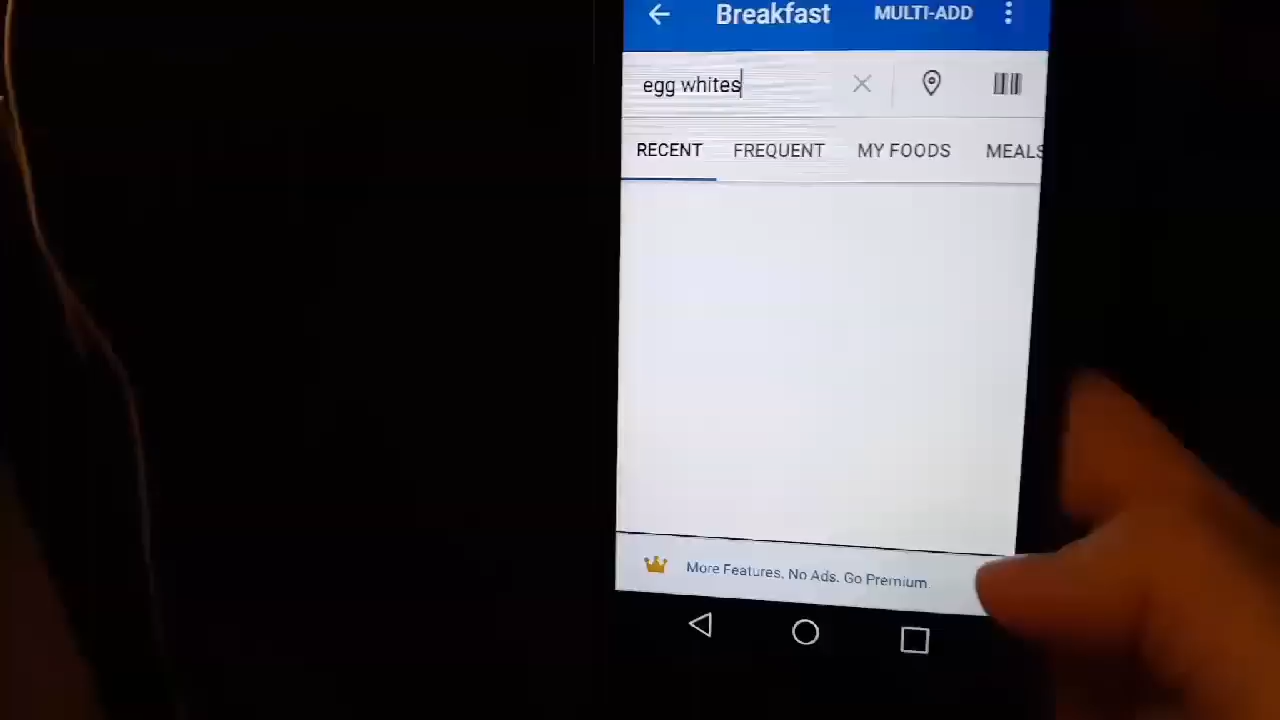 Breakfast MULTI-ADD
egg whites
RECENT FREQUENT MY FOODS MEALS
More Features. No Ads. Go Premium